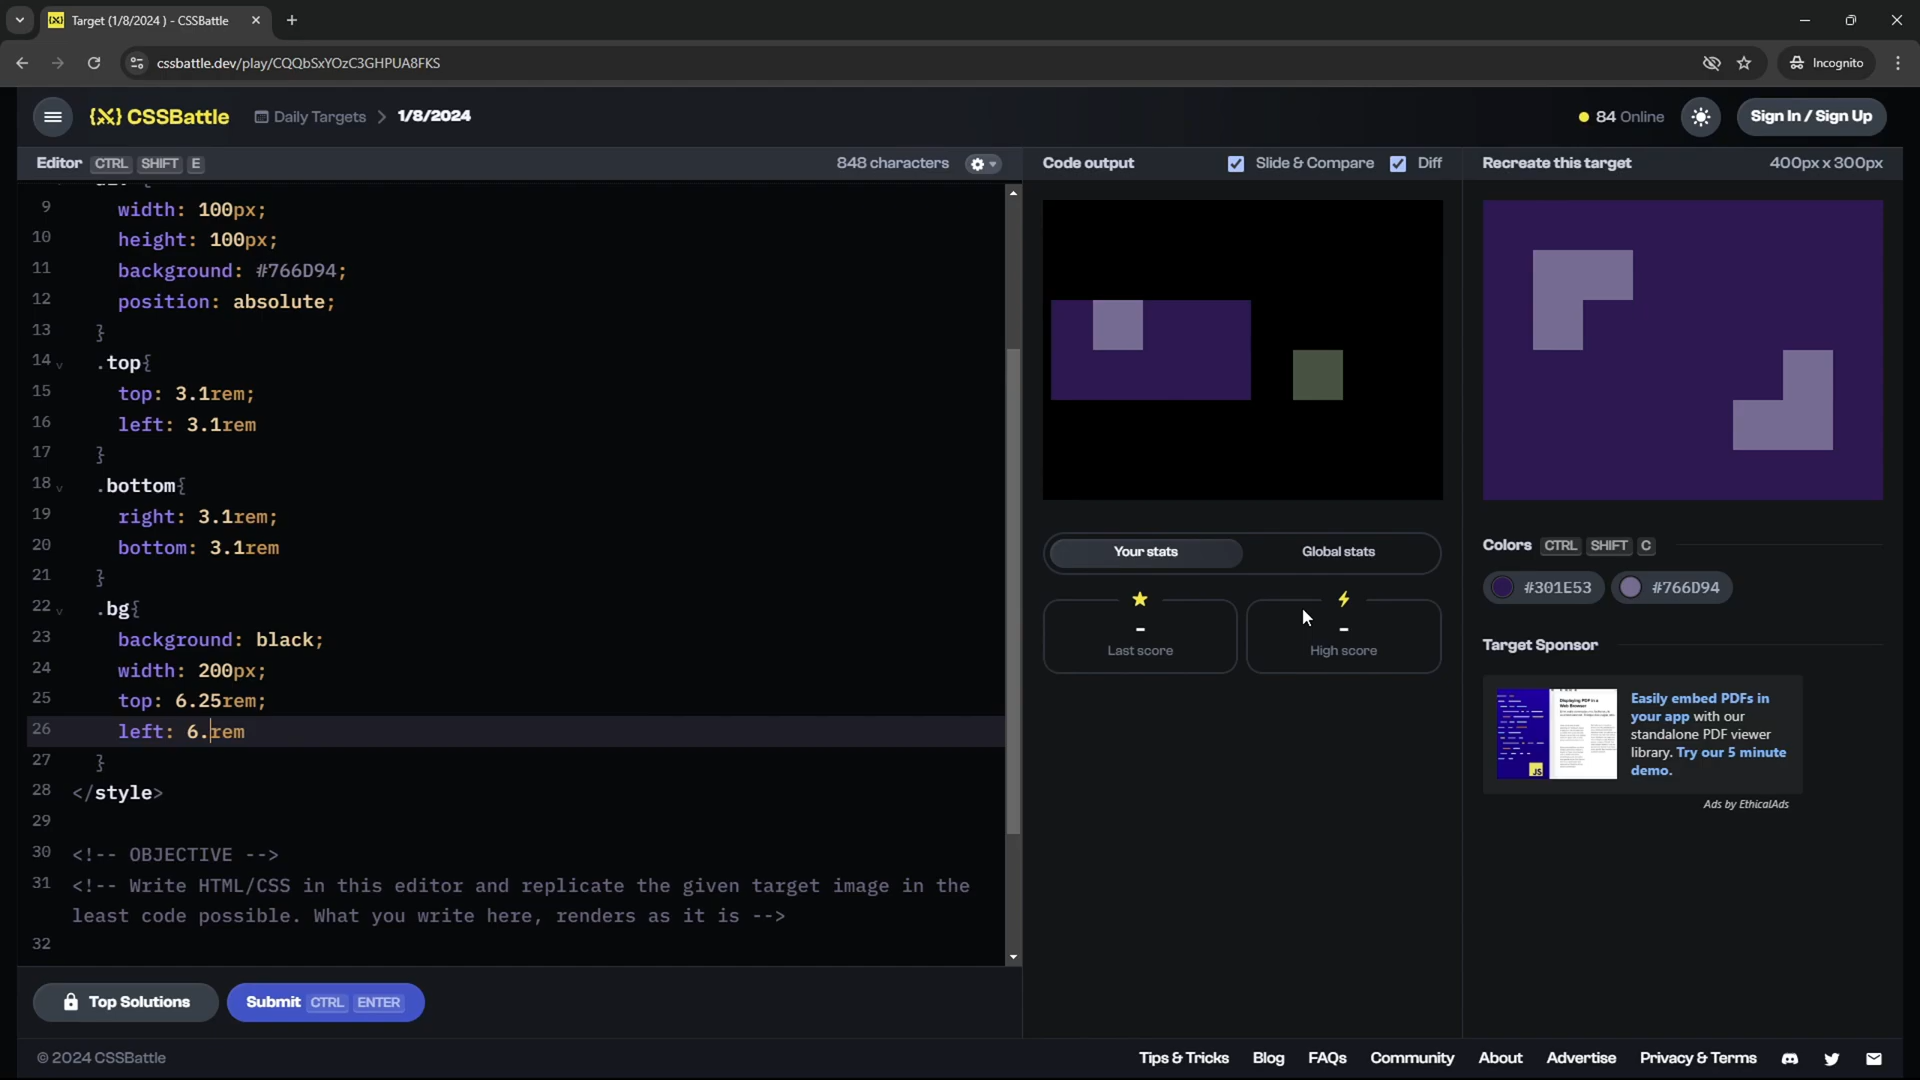 Target (1/8/2024 ) - CSSBattle
cssbattle.dev/play/CQQbSxYOzC3GHPUA8FKS
Incognito
{X} CSSBattle
Daily Targets > 1/8/2024
84 Online
Sign In / Sign Up
Editor CTRL SHIFT E
848 characters
Code output
Slide & Compare
Diff
Recreate this target
400px x 300px
9 width: 100px;
10 height: 100px;
11 background: #766D94;
12 position: absolute;
13 }
14 .top{
15 top: 3.1rem;
16 left: 3.1rem
17 }
18 .bottom{
19 right: 3.1rem;
20 bottom: 3.1rem
21 }
22 .bg{
23 background: black;
24 width: 200px;
25 top: 6.25rem;
26 left: 6.rem
27 }
28 </style>
29
30 <!-- OBJECTIVE -->
31 <!-- Write HTML/CSS in this editor and replicate the given target image in the
least code possible. What you write here, renders as it is -->
32
Your stats
Global stats
-
Last score
-
High score
Colors CTRL SHIFT C
#301E53
#766D94
Target Sponsor
JS
Easily embed PDFs in
your app with our
standalone PDF viewer
library. Try our 5 minute
demo.
Ads by EthicalAds
Top Solutions
Submit CTRL ENTER
© 2024 CSSBattle
Tips & Tricks
Blog
FAQs
Community
About
Advertise
Privacy & Terms